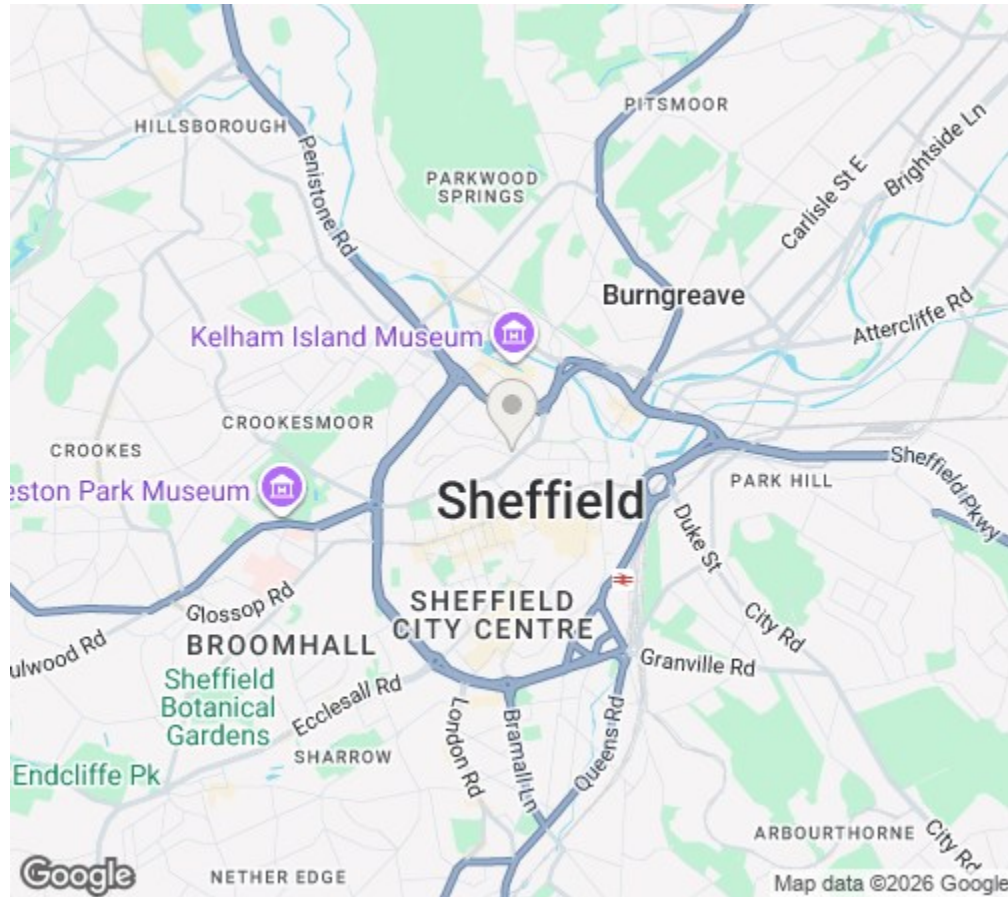 PITSMOOR
HILLSBOROUGH
Brightside Ln
Penistone Rd
PARKWOOD
SPRINGS
Carlisle St E
Burngreave
Attercliffe Rd
Kelham Island Museum
CROOKESMOOR
CROOKES
eston Park Museum
Sheffield
PARK HILL
Sheffield Pkwy
Duke St
SHEFFIELD
CITY CENTRE
Glossop Rd
City Rd
BROOMHALL
ulwood Rd
Granville Rd
Sheffield
Botanical
Gardens
Ecclesall Rd
London Rd
Bramall Ln
Queens Rd
SHARROW
Endcliffe Pk
ARBOURTHORNE
City Rd
NETHER EDGE
Google
Map data ©2026 Google